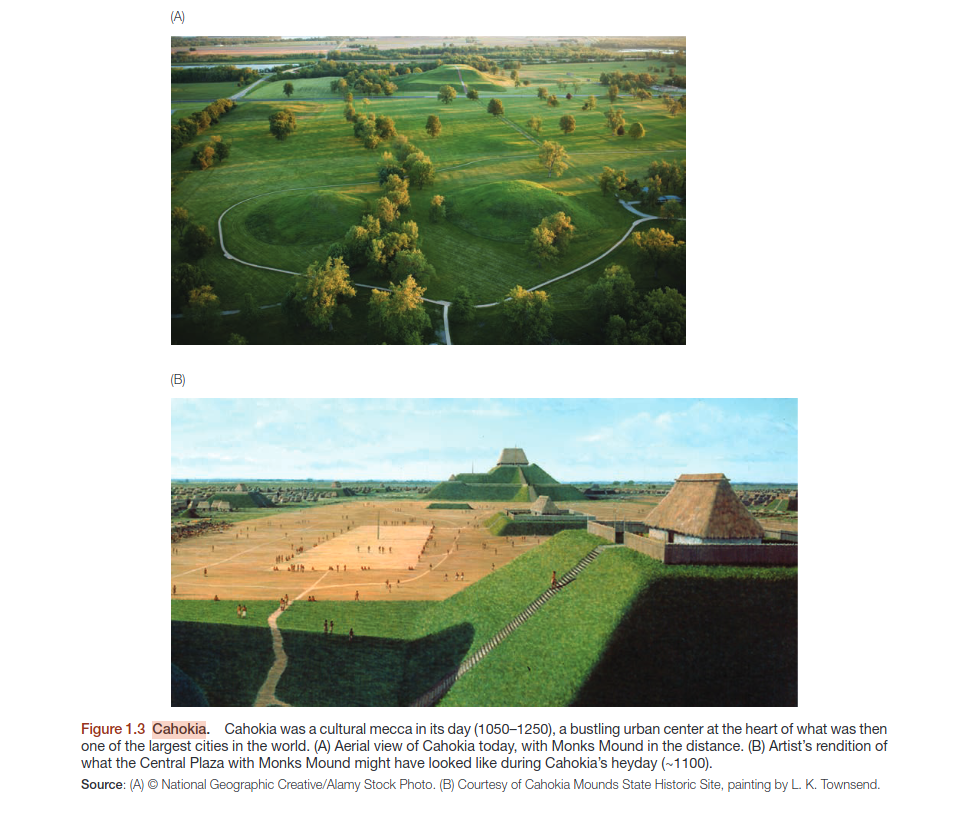 (A)
(B)
Figure 1.3 Cahokia. Cahokia was a cultural mecca in its day (1050–1250), a bustling urban center at the heart of what was then
one of the largest cities in the world. (A) Aerial view of Cahokia today, with Monks Mound in the distance. (B) Artist’s rendition of
what the Central Plaza with Monks Mound might have looked like during Cahokia’s heyday (~1100).
Source: (A) © National Geographic Creative/Alamy Stock Photo. (B) Courtesy of Cahokia Mounds State Historic Site, painting by L. K. Townsend.